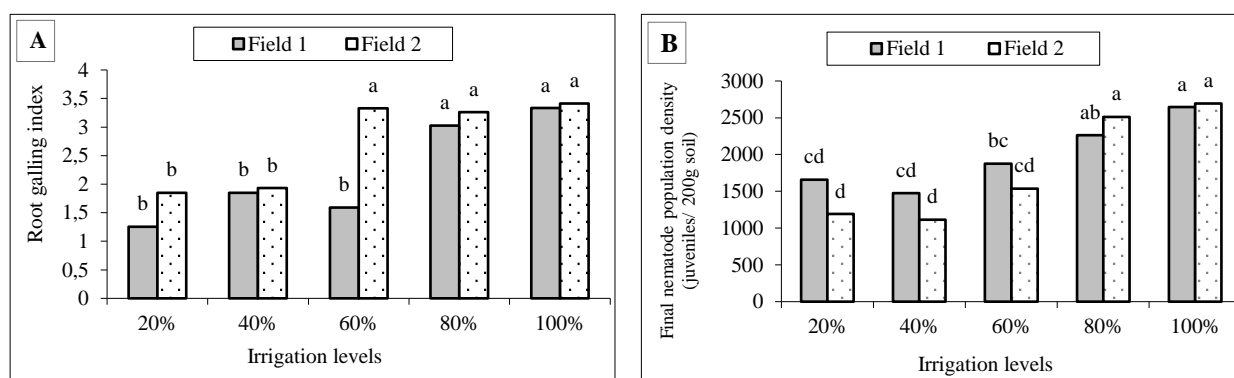 A
Field 1 Field 2
Root galling index
4
3,5
3
2,5
2
1,5
1
0,5
0
b b b b b a a a a a
20% 40% 60% 80% 100%
Irrigation levels
B
Field 1 Field 2
Final nematode population density
(juveniles/ 200g soil)
3000
2500
2000
1500
1000
500
0
cd d cd d bc cd ab a a a
20% 40% 60% 80% 100%
Irrigation levels